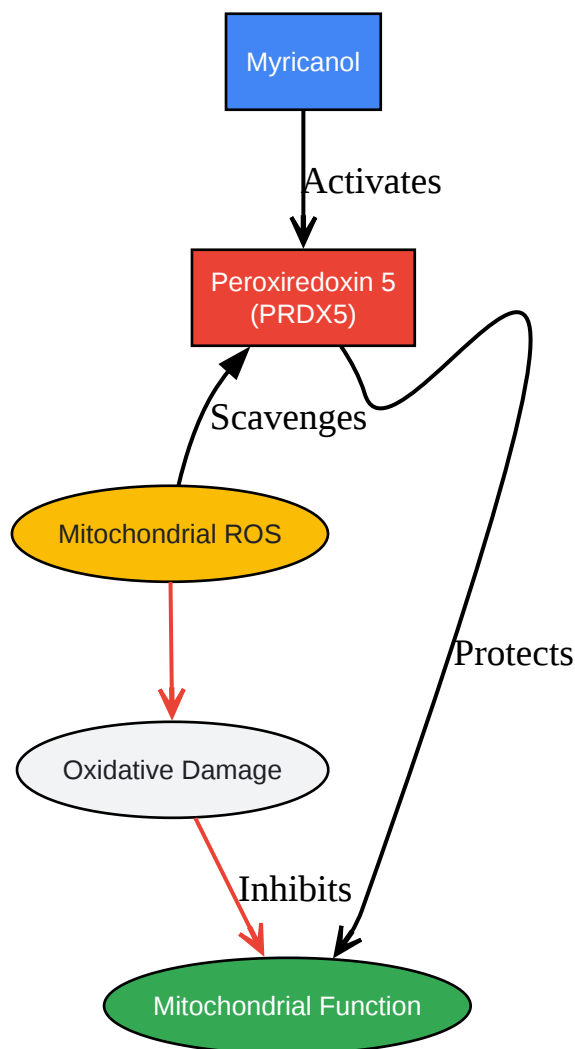 Myricanol
Activates
Peroxiredoxin 5
(PRDX5)
Scavenges
Mitochondrial ROS
Protects
Oxidative Damage
Inhibits
Mitochondrial Function